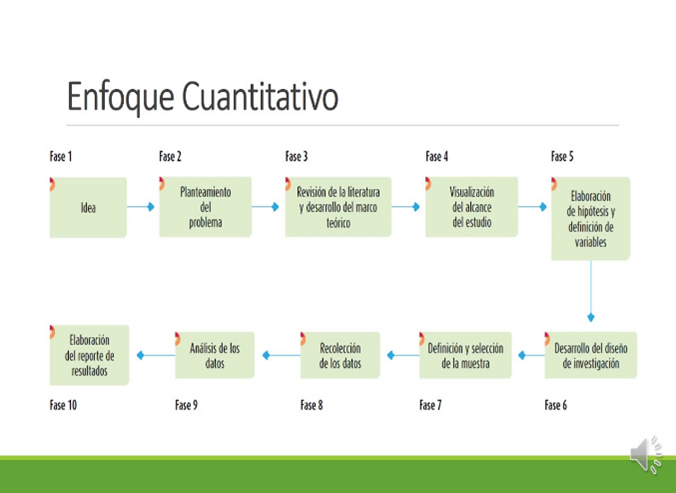 Enfoque Cuantitativo
Fase 1
Fase 2
Fase 3
Fase 4
Fase 5
Idea
Planteamiento
del
problema
Revisión de la literatura
y desarrollo del marco
teórico
Visualización
del alcance
del estudio
Elaboración
de hipótesis y
definición de
variables
Desarrollo del diseño
de investigación
Definición y selección
de la muestra
Recolección
de los datos
Análisis de los
datos
Elaboración
del reporte de
resultados
Fase 10
Fase 9
Fase 8
Fase 7
Fase 6